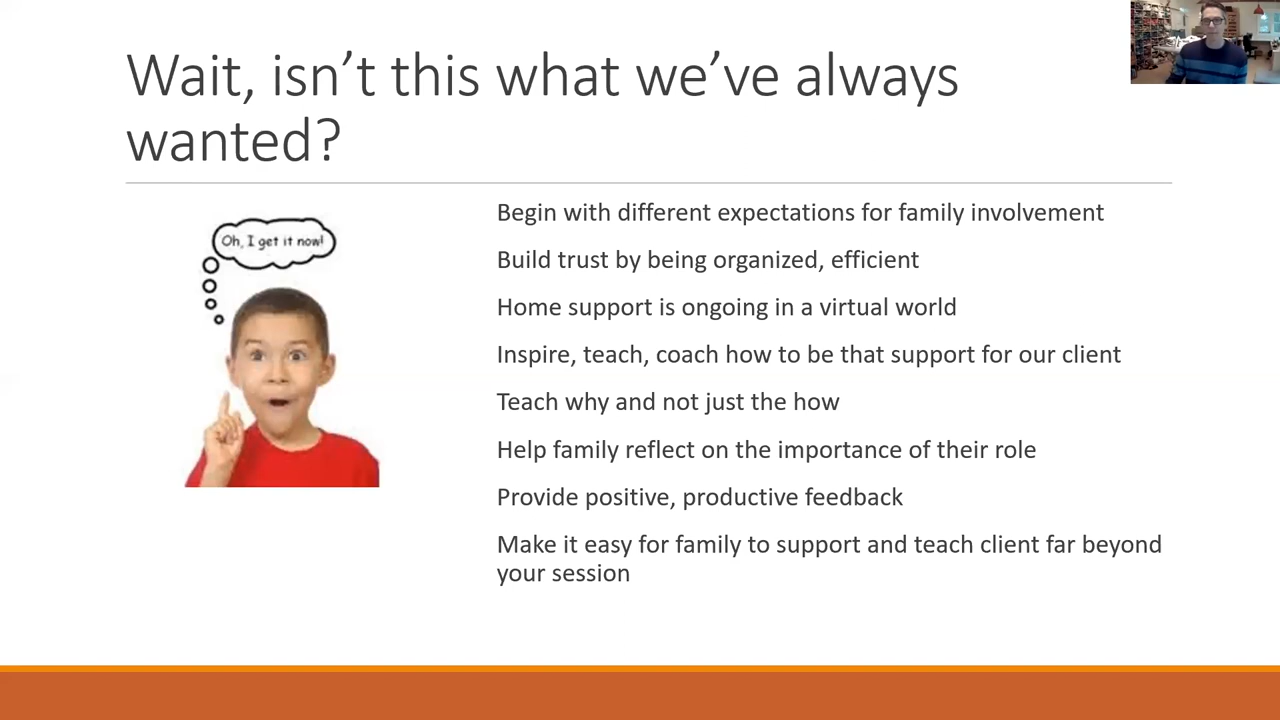 Wait, isn’t this what we’ve always
wanted?
Oh, I get it now!
Begin with different expectations for family involvement
Build trust by being organized, efficient
Home support is ongoing in a virtual world
Inspire, teach, coach how to be that support for our client
Teach why and not just the how
Help family reflect on the importance of their role
Provide positive, productive feedback
Make it easy for family to support and teach client far beyond
your session